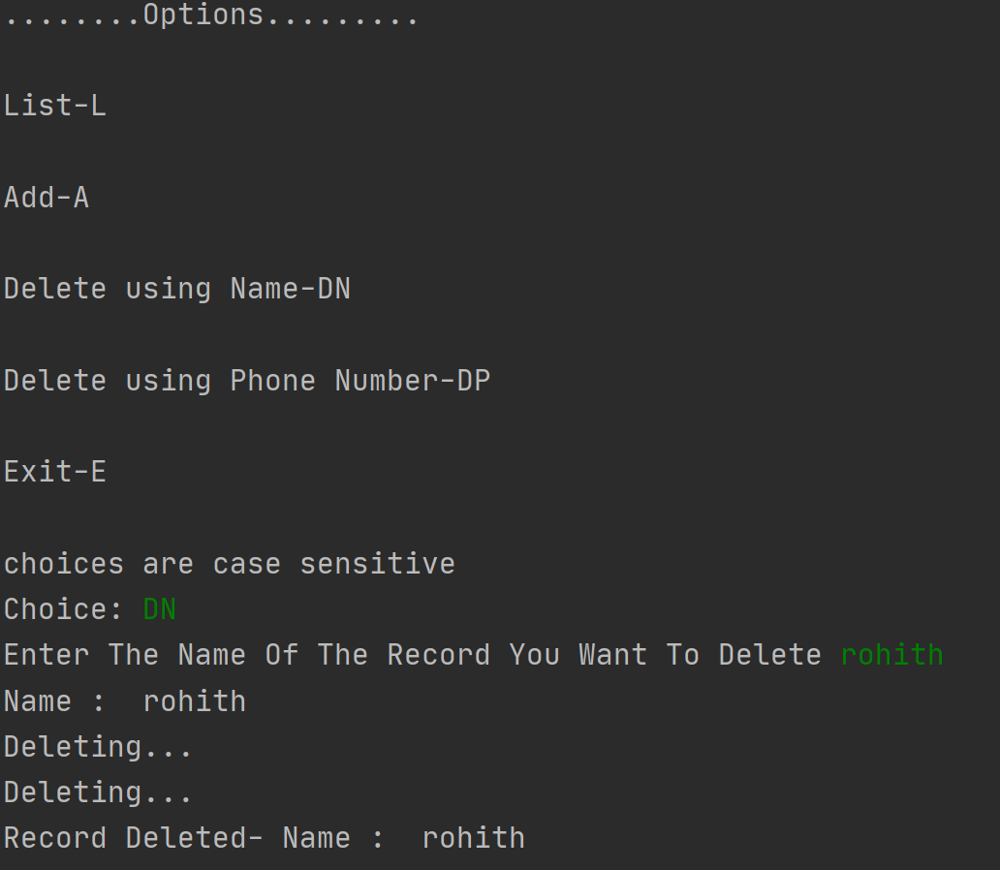 ........Options.........
List-L
Add-A
Delete using Name-DN
Delete using Phone Number-DP
Exit-E
choices are case sensitive
Choice: DN
Enter The Name Of The Record You Want To Delete rohith
Name :  rohith
Deleting...
Deleting...
Record Deleted- Name :  rohith